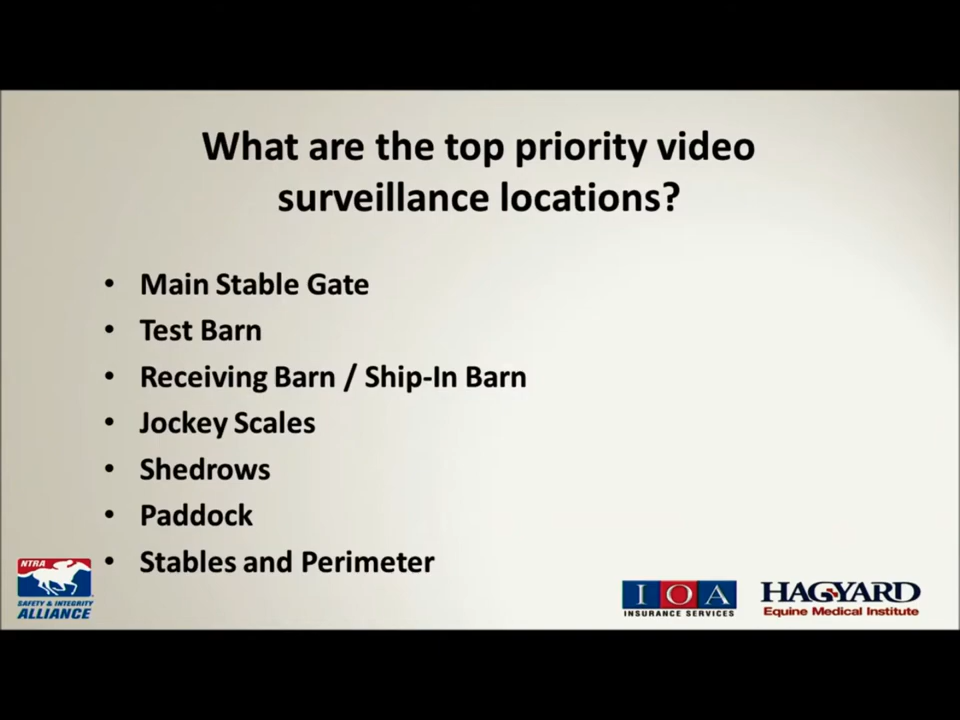 What are the top priority video
surveillance locations?
• Main Stable Gate
• Test Barn
• Receiving Barn / Ship-In Barn
• Jockey Scales
• Shedrows
• Paddock
• Stables and Perimeter
NTRA
SAFETY & INTEGRITY
ALLIANCE
IOA
INSURANCE SERVICES
HAGYARD
Equine Medical Institute